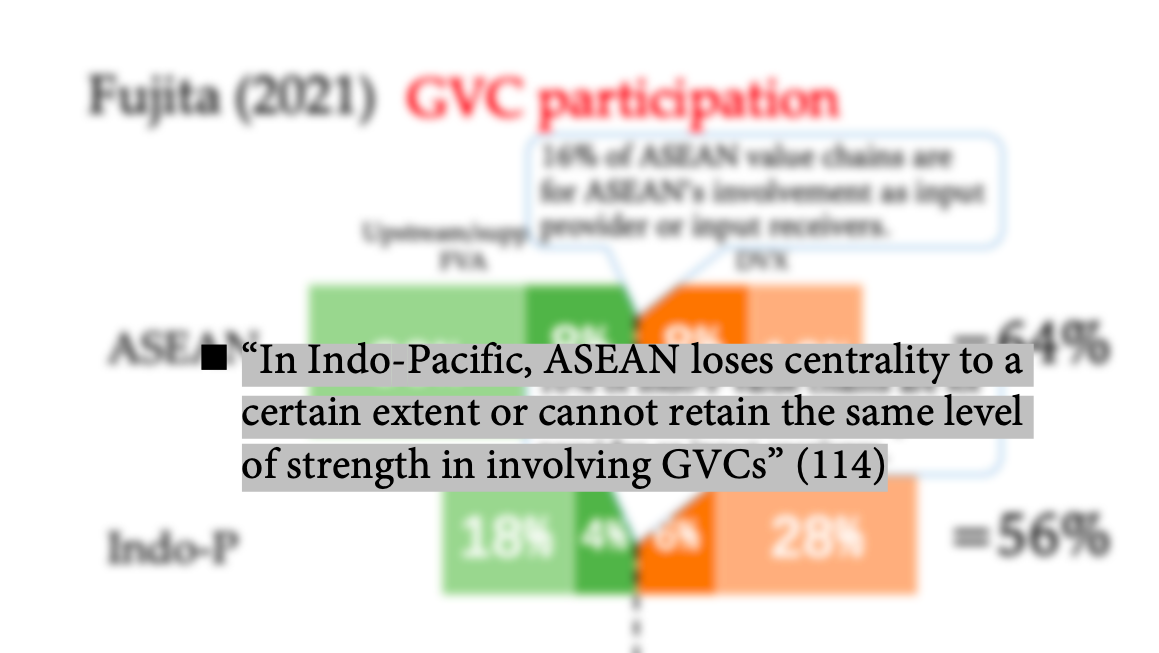 Fujita (2021) GVC participation
16% of ASEAN value chains are
for ASEAN's involvement as input
provider or input receivers.
Upstream/supp
FVA
DVX
ASEAN
8% 8%
=64%
■ “In Indo-Pacific, ASEAN loses centrality to a
certain extent or cannot retain the same level
of strength in involving GVCs” (114)
Indo-P
18% 4% 6% 28%
=56%